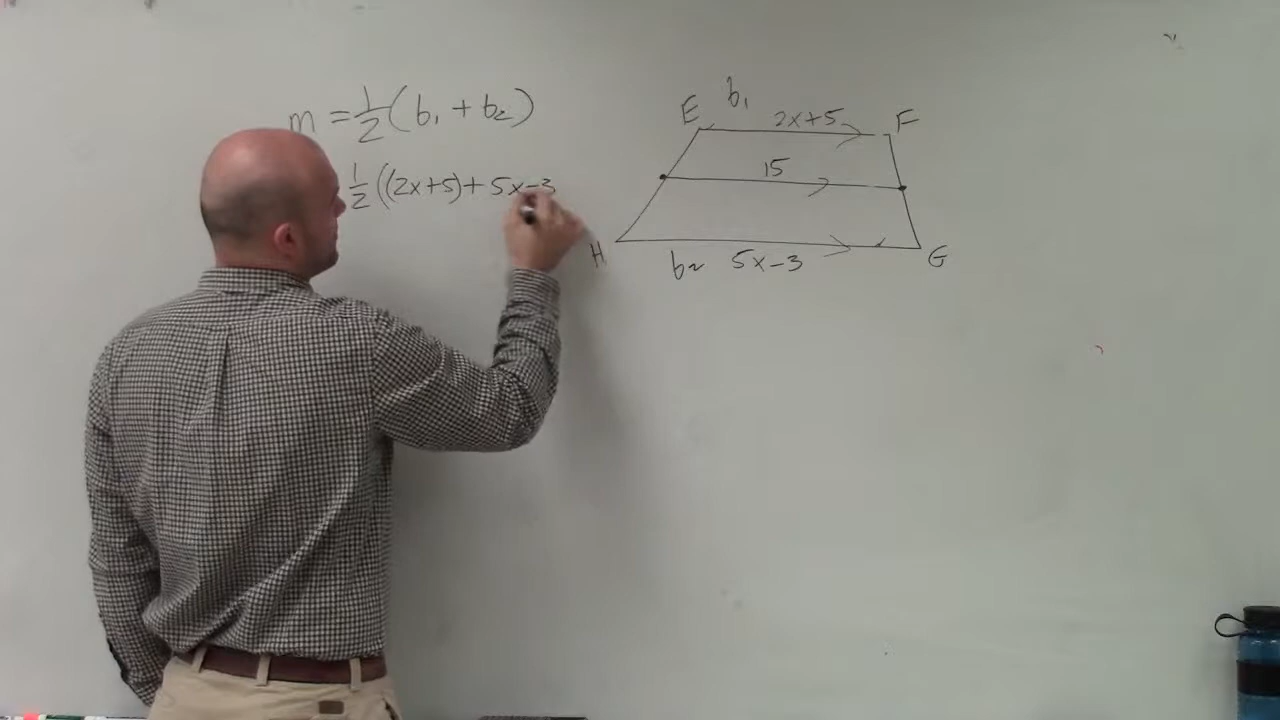 m = 1/2 (b₁ + b₂)
1/2 ((2x+5) + 5x-3
E b₁ 2x+5 F
15
H b₂ 5x-3 G